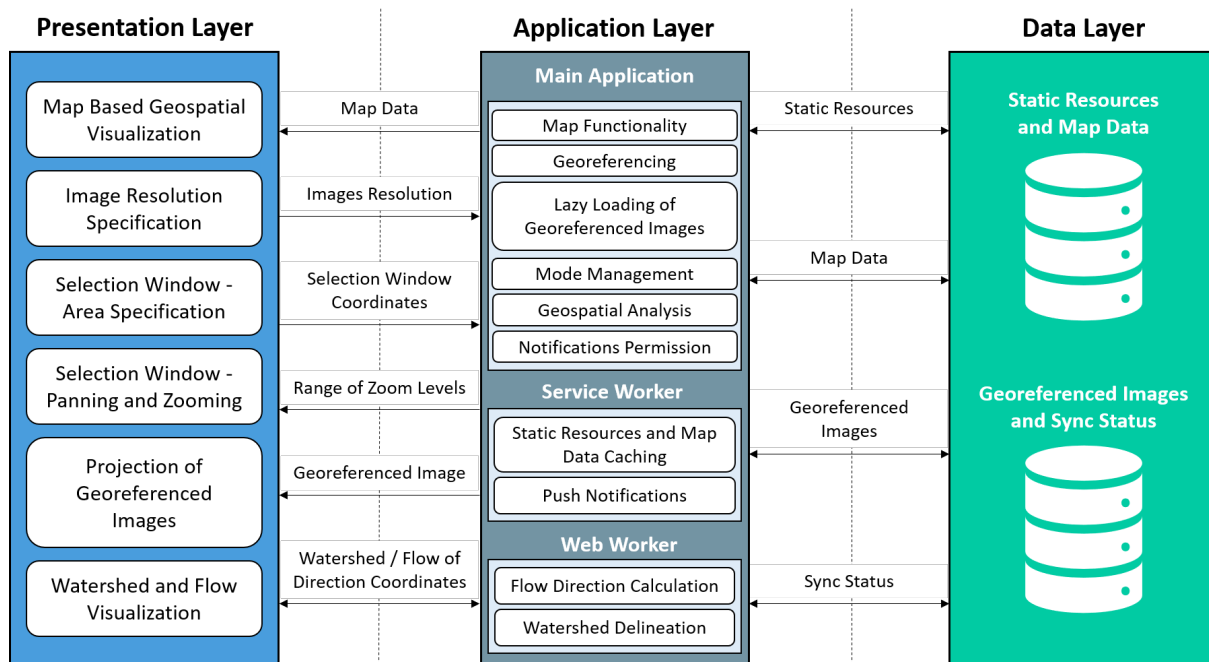 Presentation Layer
Application Layer
Data Layer
Map Based Geospatial
Visualization
Image Resolution
Specification
Selection Window -
Area Specification
Selection Window -
Panning and Zooming
Projection of
Georeferenced
Images
Watershed and Flow
Visualization
Map Data
Images Resolution
Selection Window
Coordinates
Range of Zoom Levels
Georeferenced Image
Watershed / Flow of
Direction Coordinates
Main Application
Map Functionality
Georeferencing
Lazy Loading of
Georeferenced Images
Mode Management
Geospatial Analysis
Notifications Permission
Service Worker
Static Resources and Map
Data Caching
Push Notifications
Web Worker
Flow Direction Calculation
Watershed Delineation
Static Resources
Map Data
Georeferenced
Images
Sync Status
Static Resources
and Map Data
Georeferenced Images
and Sync Status